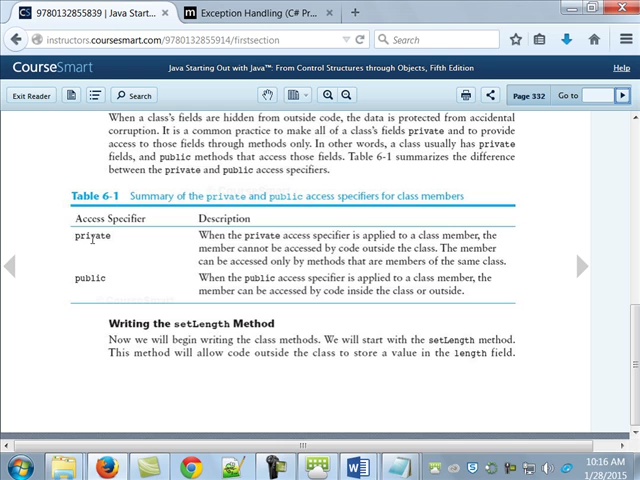 9780132855839 | Java Start...
Exception Handling (C# Pr...
instructors.coursesmart.com/9780132855914/firstsection
Search
CourseSmart
Java Starting Out with Java™: From Control Structures through Objects, Fifth Edition
Help
Exit Reader
Search
Page 332
Go to
When a class's fields are hidden from outside code, the data is protected from accidental
corruption. It is a common practice to make all of a class's fields private and to provide
access to those fields through methods only. In other words, a class usually has private
fields, and public methods that access those fields. Table 6-1 summarizes the difference
between the private and public access specifiers.
Table 6-1 Summary of the private and public access specifiers for class members
Access Specifier Description
private When the private access specifier is applied to a class member, the
member cannot be accessed by code outside the class. The member
can be accessed only by methods that are members of the same class.
public When the public access specifier is applied to a class member,
the member can be accessed by code inside the class or outside.
Writing the setLength Method
Now we will begin writing the class methods. We will start with the setLength method.
This method will allow code outside the class to store a value in the length field.
10:16 AM
1/28/2015